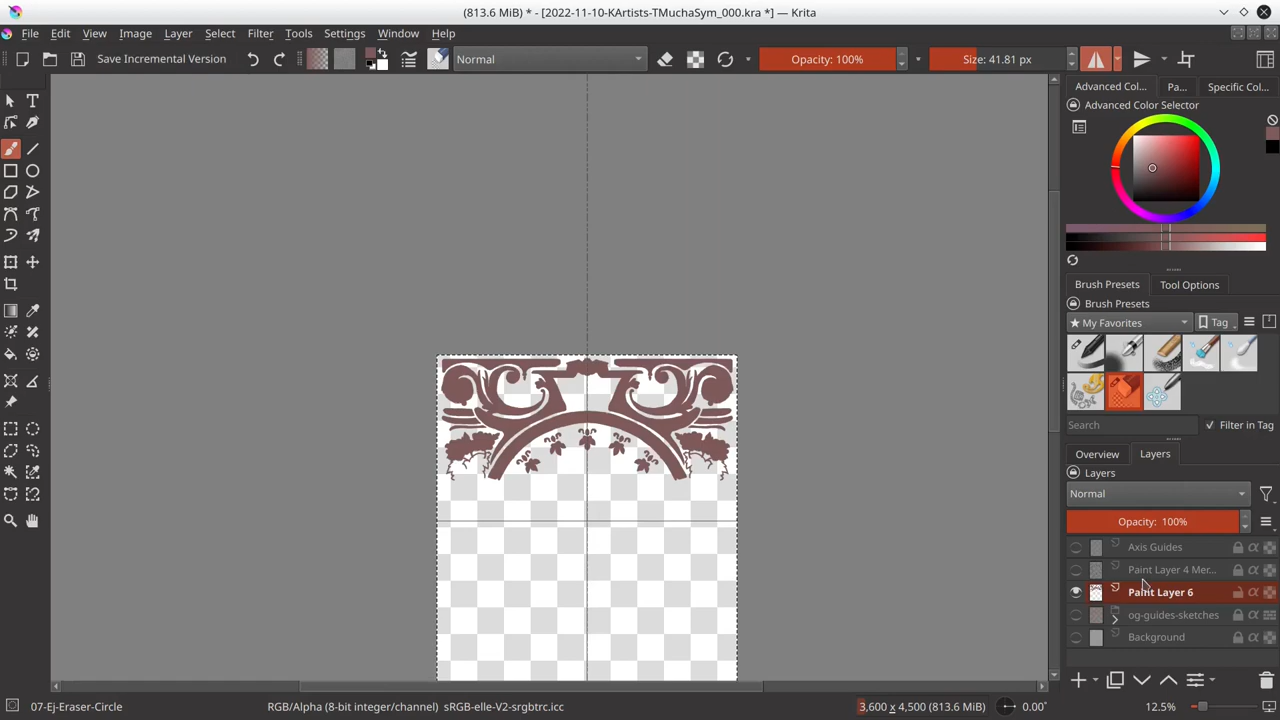 (813.6 MiB) * - [2022-11-10-KArtists-TMuchaSym_000.kra *] — Krita
File Edit View Image Layer Select Filter Tools Settings Window Help
Save Incremental Version Normal Opacity: 100% Size: 41.81 px
Advanced Col... Pa... Specific Col...
Advanced Color Selector
Brush Presets Tool Options
Brush Presets
My Favorites Tag
Search Filter in Tag
Overview Layers
Layers
Normal
Opacity: 100%
Axis Guides
Paint Layer 4 Mer...
Paint Layer 6
og-guides-sketches
Background
07-Ej-Eraser-Circle RGB/Alpha (8-bit integer/channel) sRGB-elle-V2-srgbtrc.icc 3,600 x 4,500 (813.6 MiB) 0.00° 12.5%